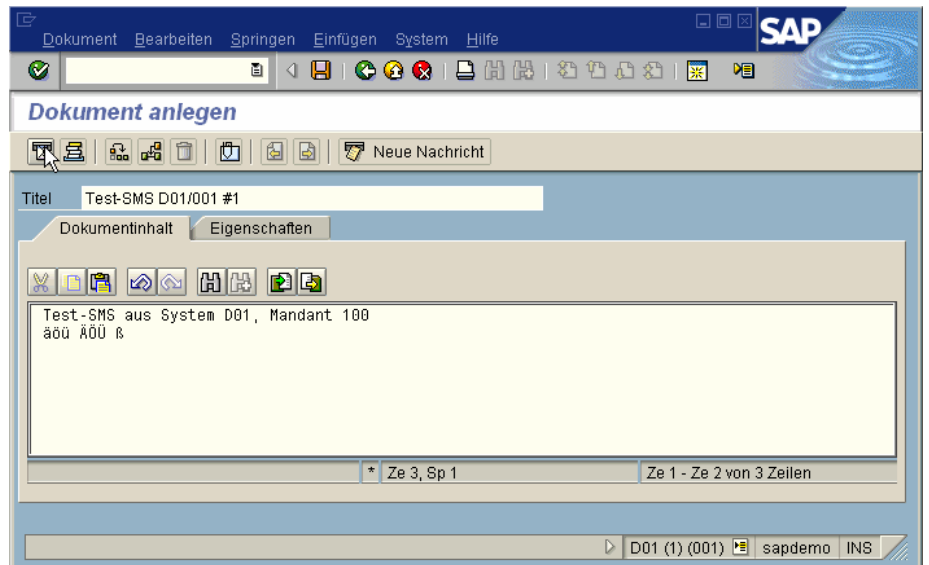 Dokument Bearbeiten Springen Einfügen System Hilfe
SAP
Dokument anlegen
Neue Nachricht
Titel Test-SMS D01/001 #1
Dokumentinhalt Eigenschaften
Test-SMS aus System D01, Mandant 100
äöü ÄÖÜ ß
* Ze 3, Sp 1 Ze 1 - Ze 2 von 3 Zeilen
D01 (1) (001) sapdemo INS